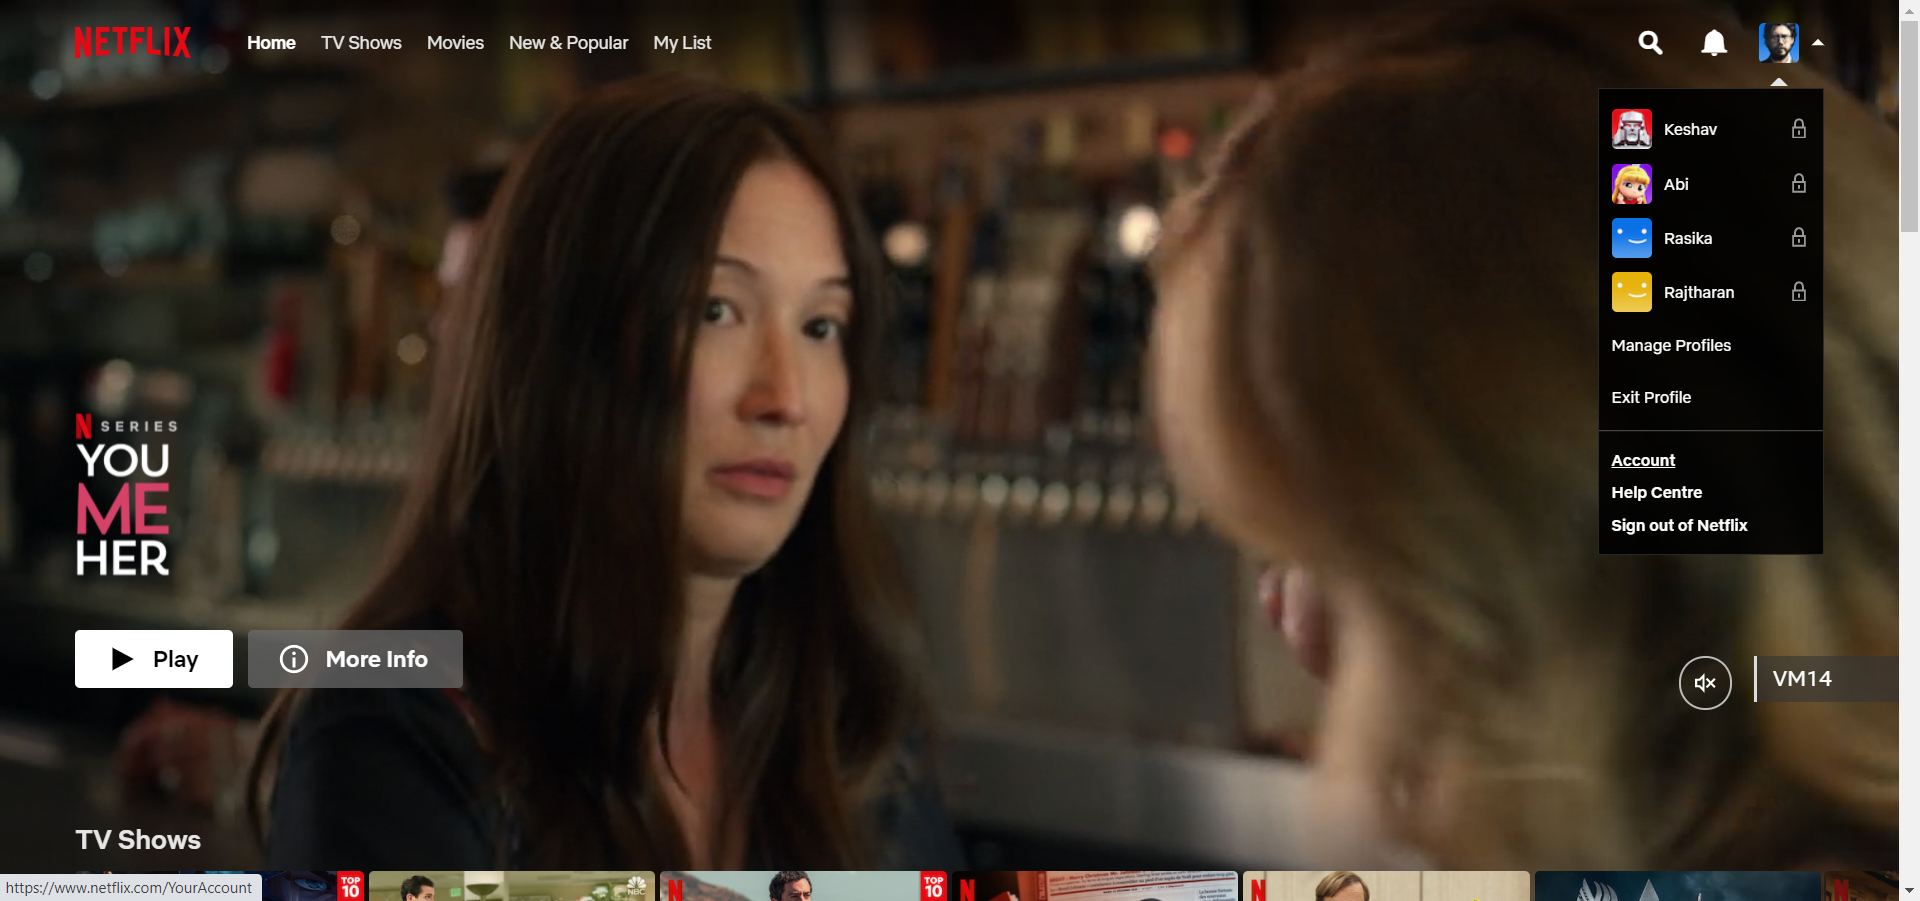 NETFLIX
Home TV Shows Movies New & Popular My List
Keshav
Abi
Rasika
Rajtharan
Manage Profiles
Exit Profile
Account
Help Centre
Sign out of Netflix
N SERIES
YOU
ME
HER
Play More Info
VM14
TV Shows
TOP
10
NBC
N
TOP
10
N
N
N
https://www.netflix.com/YourAccount